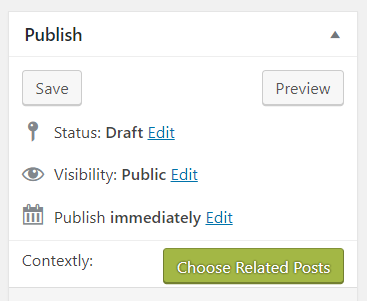 Publish
Save Preview
Status: Draft Edit
Visibility: Public Edit
Publish immediately Edit
Contextly: Choose Related Posts